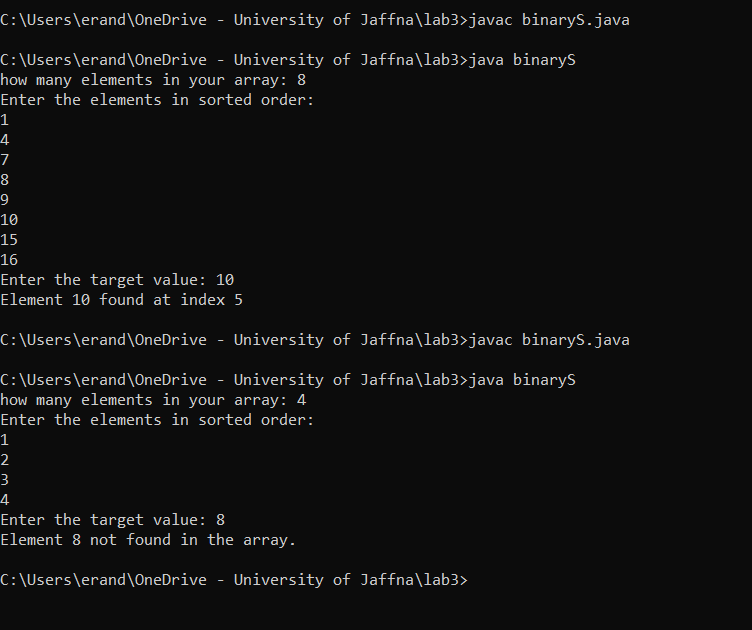 C:\Users\erand\OneDrive - University of Jaffna\lab3>javac binaryS.java
C:\Users\erand\OneDrive - University of Jaffna\lab3>java binaryS
how many elements in your array: 8
Enter the elements in sorted order:
1
4
7
8
9
10
15
16
Enter the target value: 10
Element 10 found at index 5
C:\Users\erand\OneDrive - University of Jaffna\lab3>javac binaryS.java
C:\Users\erand\OneDrive - University of Jaffna\lab3>java binaryS
how many elements in your array: 4
Enter the elements in sorted order:
1
2
3
4
Enter the target value: 8
Element 8 not found in the array.
C:\Users\erand\OneDrive - University of Jaffna\lab3>